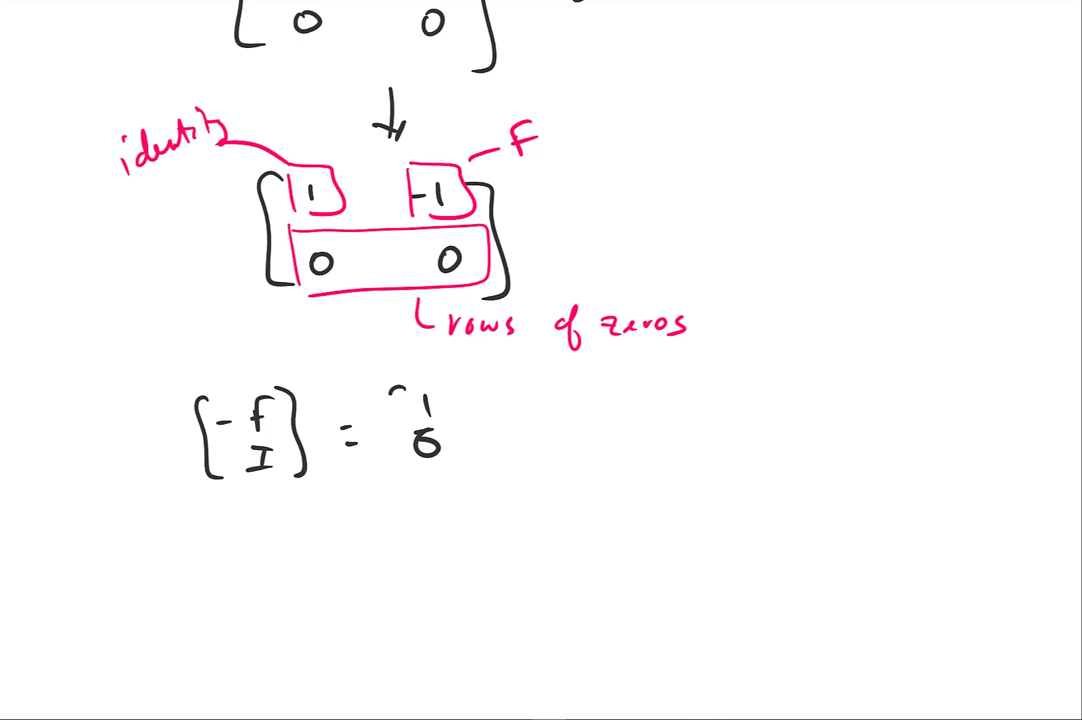 [ 0 0 ]
↓
identity
F
[ 1 -1
0 0 ]
rows of zeros
[ -F
I ] = 1
0